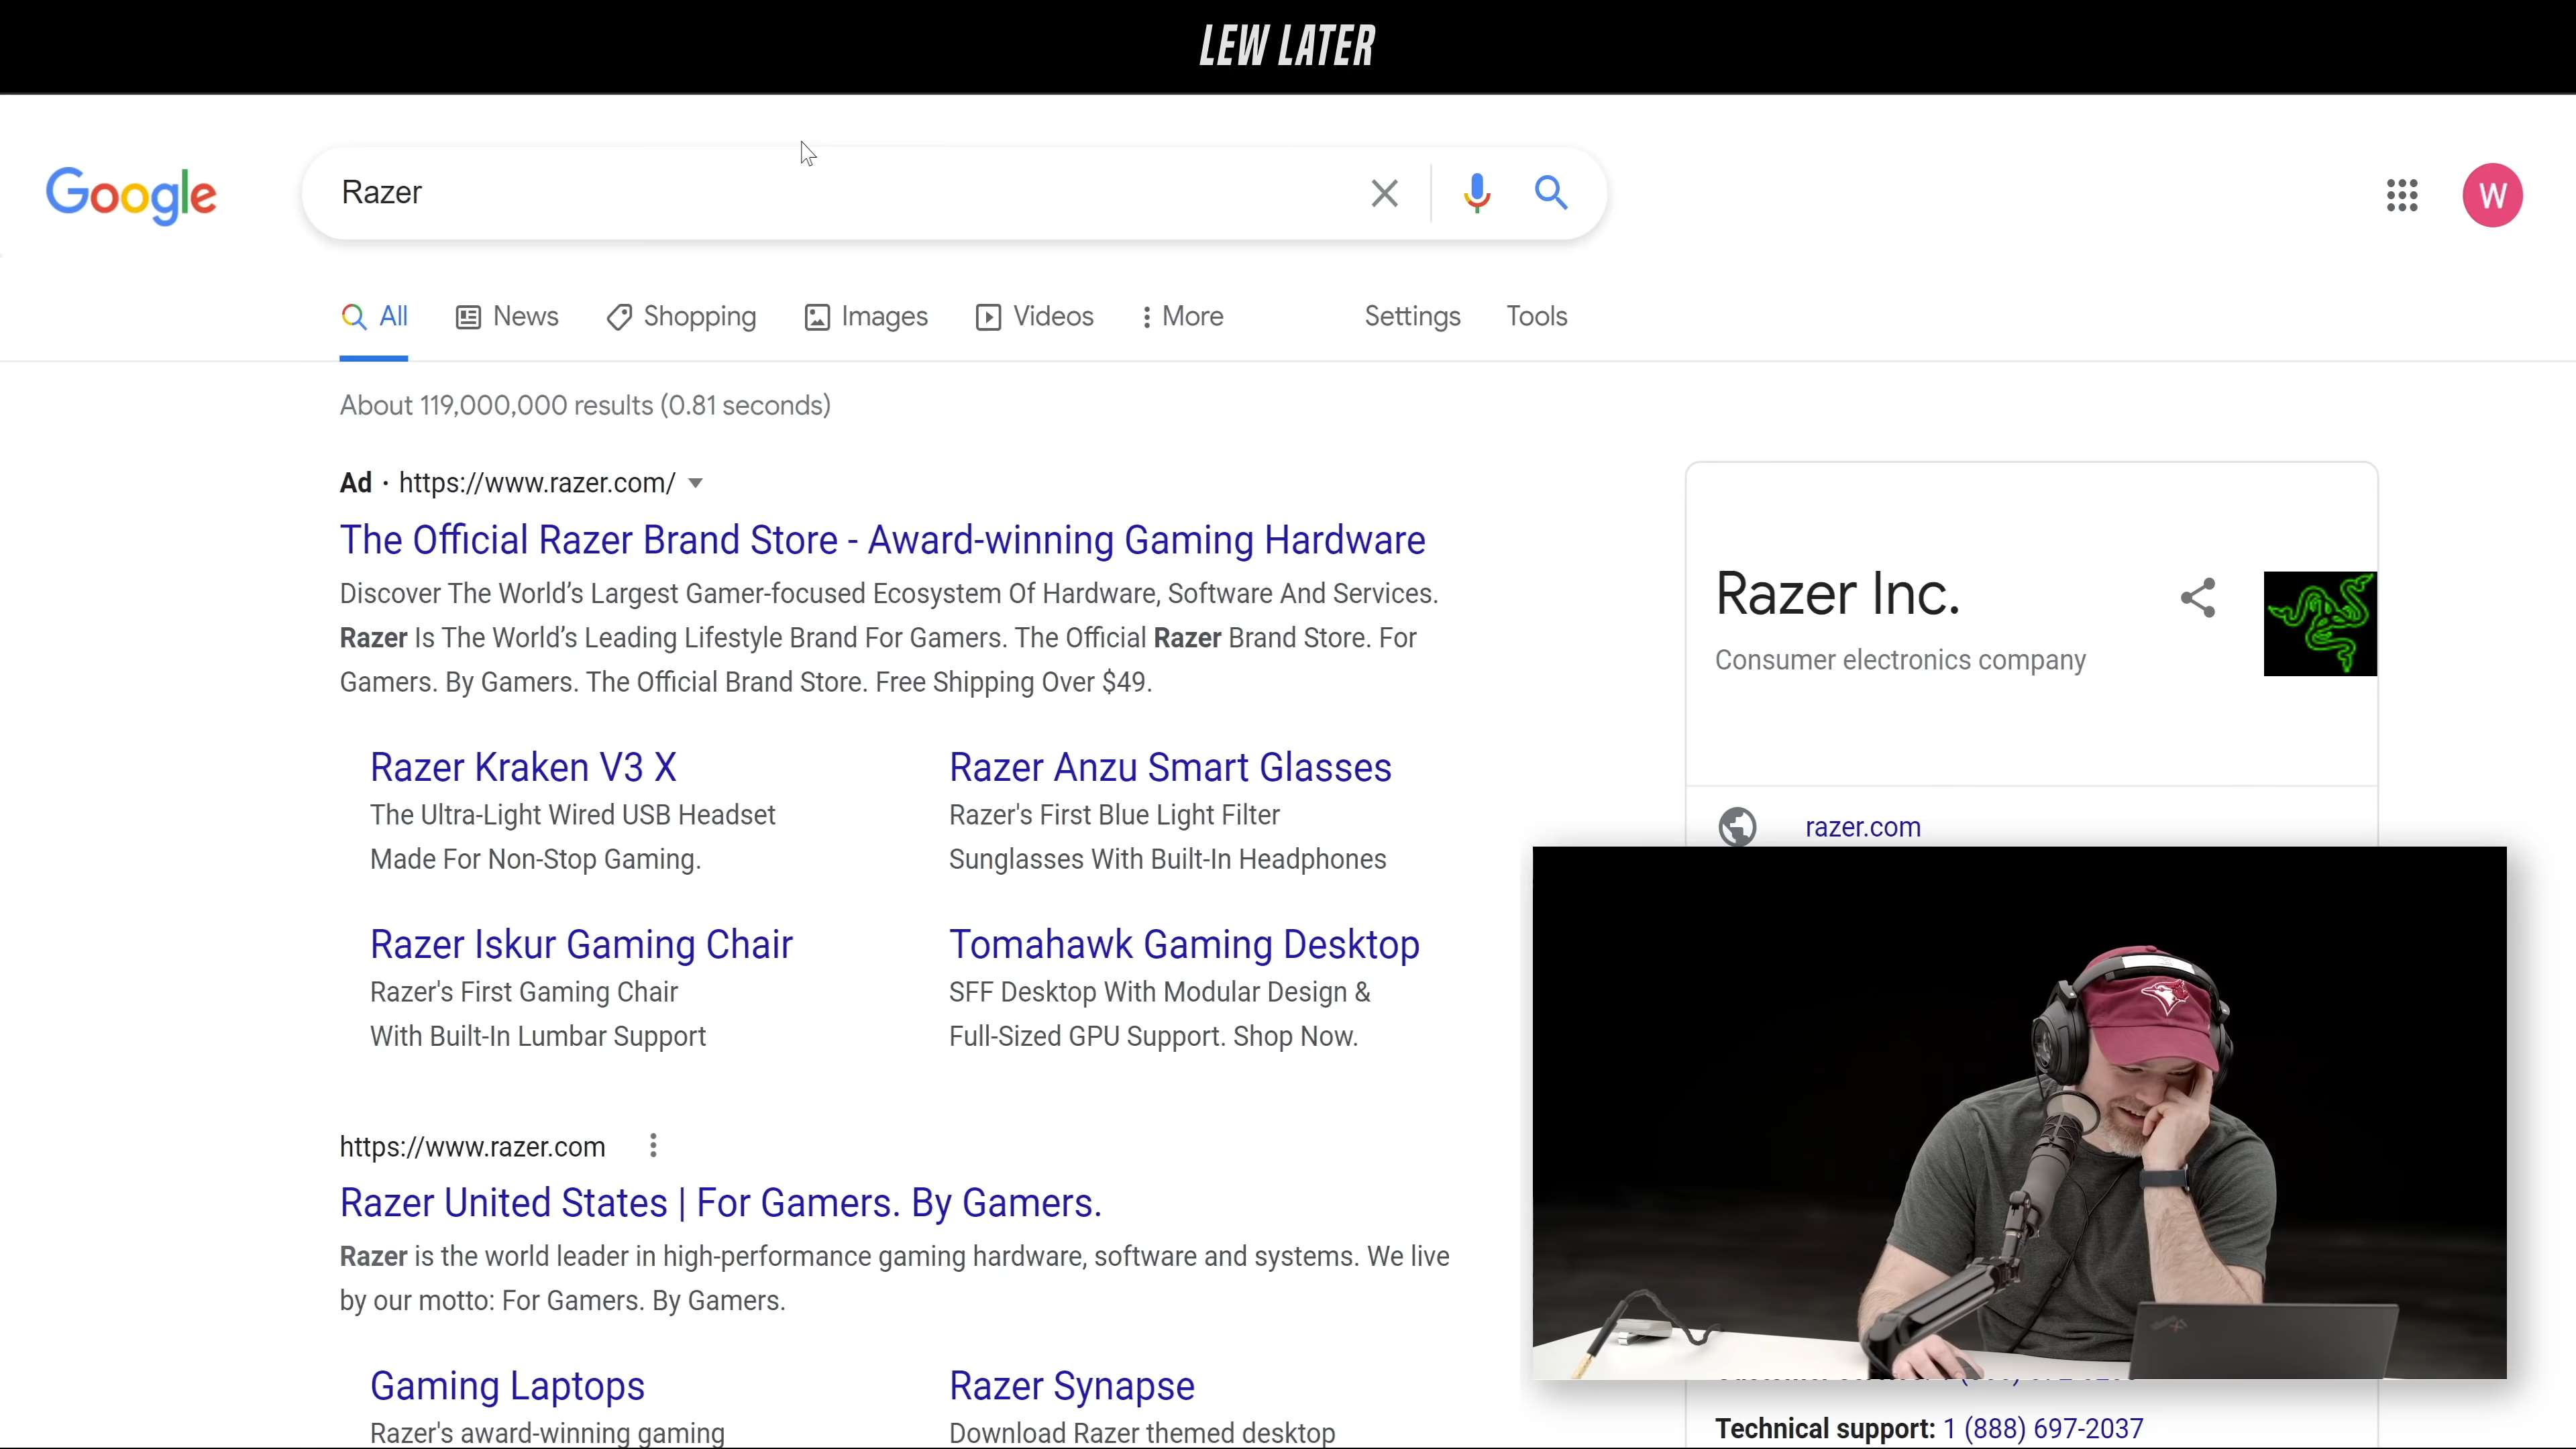 LEW LATER
Google
Razer
W
All
News
Shopping
Images
Videos
More
Settings
Tools
About 119,000,000 results (0.81 seconds)
Ad · https://www.razer.com/
The Official Razer Brand Store - Award-winning Gaming Hardware
Discover The World's Largest Gamer-focused Ecosystem Of Hardware, Software And Services.
Razer Is The World's Leading Lifestyle Brand For Gamers. The Official Razer Brand Store. For
Gamers. By Gamers. The Official Brand Store. Free Shipping Over $49.
Razer Kraken V3 X
The Ultra-Light Wired USB Headset
Made For Non-Stop Gaming.
Razer Anzu Smart Glasses
Razer's First Blue Light Filter
Sunglasses With Built-In Headphones
Razer Iskur Gaming Chair
Razer's First Gaming Chair
With Built-In Lumbar Support
Tomahawk Gaming Desktop
SFF Desktop With Modular Design &
Full-Sized GPU Support. Shop Now.
https://www.razer.com
Razer United States | For Gamers. By Gamers.
Razer is the world leader in high-performance gaming hardware, software and systems. We live
by our motto: For Gamers. By Gamers.
Gaming Laptops
Razer's award-winning gaming
Razer Synapse
Download Razer themed desktop
Razer Inc.
Consumer electronics company
razer.com
Technical support: 1 (888) 697-2037